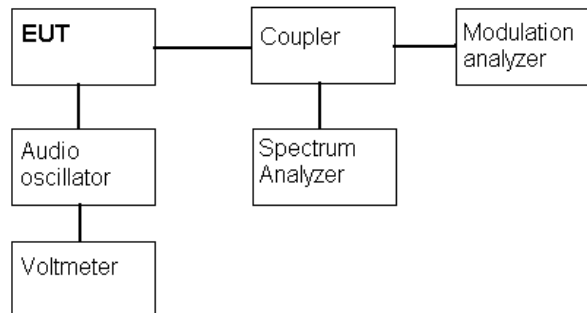 EUT
Coupler
Modulation
analyzer
Audio
oscillator
Spectrum
Analyzer
Voltmeter